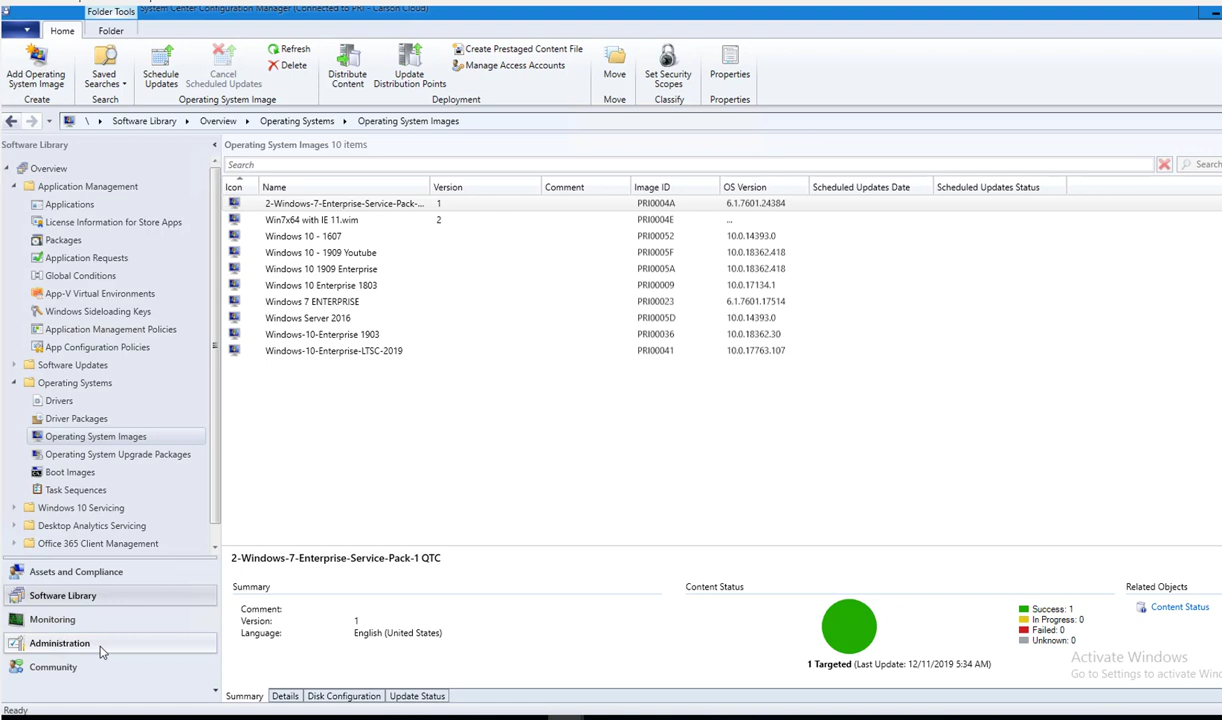 Folder Tools System Center Configuration Manager (Connected to PRI - Carson Cloud)
Home Folder
Add Operating System Image
Saved Searches
Schedule Updates
Cancel Scheduled Updates
Refresh
Delete
Distribute Content
Update Distribution Points
Create Prestaged Content File
Manage Access Accounts
Move
Set Security Scopes
Properties
Create Search Operating System Image Deployment Move Classify Properties
\ Software Library Overview Operating Systems Operating System Images
Software Library
Overview
Application Management
Applications
License Information for Store Apps
Packages
Application Requests
Global Conditions
App-V Virtual Environments
Windows Sideloading Keys
Application Management Policies
App Configuration Policies
Software Updates
Operating Systems
Drivers
Driver Packages
Operating System Images
Operating System Upgrade Packages
Boot Images
Task Sequences
Windows 10 Servicing
Desktop Analytics Servicing
Office 365 Client Management
Assets and Compliance
Software Library
Monitoring
Administration
Community
Operating System Images 10 items
Search Search
Icon Name Version Comment Image ID OS Version Scheduled Updates Date Scheduled Updates Status
2-Windows-7-Enterprise-Service-Pack-... 1 PRI0004A 6.1.7601.24384
Win7x64 with IE 11.wim 2 PRI0004E ...
Windows 10 - 1607 PRI00052 10.0.14393.0
Windows 10 - 1909 Youtube PRI0005F 10.0.18362.418
Windows 10 1909 Enterprise PRI0005A 10.0.18362.418
Windows 10 Enterprise 1803 PRI00009 10.0.17134.1
Windows 7 ENTERPRISE PRI00023 6.1.7601.17514
Windows Server 2016 PRI0005D 10.0.14393.0
Windows-10-Enterprise 1903 PRI00036 10.0.18362.30
Windows-10-Enterprise-LTSC-2019 PRI00041 10.0.17763.107
2-Windows-7-Enterprise-Service-Pack-1 QTC
Summary
Comment:
Version: 1
Language: English (United States)
Content Status
Success: 1
In Progress: 0
Failed: 0
Unknown: 0
1 Targeted (Last Update: 12/11/2019 5:34 AM)
Related Objects
Content Status
Activate Windows
Go to Settings to activate Win
Summary Details Disk Configuration Update Status
Ready